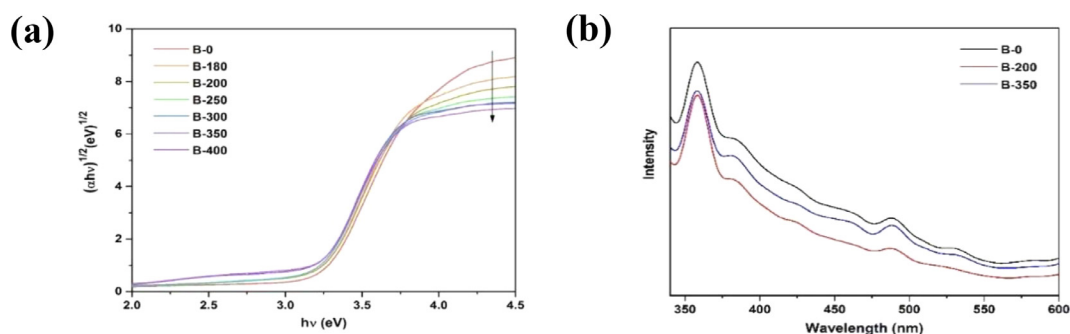 (a)
10
8
6
4
2
0
(αhν)1/2(eV)1/2
B-0
B-180
B-200
B-250
B-300
B-350
B-400
2.0 2.5 3.0 3.5 4.0 4.5
hν (eV)
(b)
Intensity
B-0
B-200
B-350
350 400 450 500 550 600
Wavelength (nm)